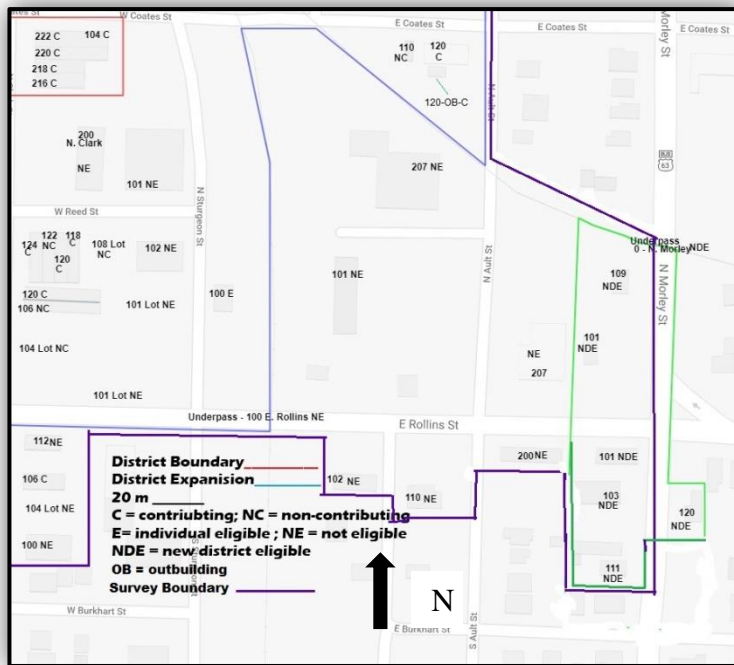 W Coates St
E Coates St
E Coates St
E Coates St
N Morley St
222 C
104 C
220 C
218 C
216 C
110
NC
120
C
120-OB-C
N Ault St
63
200
N. Clark
NE
101 NE
207 NE
N Sturgeon St
W Reed St
124
C
122
NC
118
C
120
C
108 Lot
NC
102 NE
Underpass
0 - N. Morley NDE
N Ault St
N Morley St
109
NDE
120 C
106 NC
101 Lot NE
100 E
101 NE
101
NDE
104 Lot NC
NE
207
101 Lot NE
Underpass - 100 E. Rollins NE
E Rollins St
112 NE
106 C
104 Lot NE
100 NE
District Boundary
District Expanision
20 m
C = contriubting; NC = non-contributing
E= individual eligible ; NE = not eligible
NDE = new district eligible
OB = outbuilding
Survey Boundary
102 NE
110 NE
200 NE
101 NDE
103
NDE
120
NDE
111
NDE
N
W Burkhart St
E Burkhart St
S Ault St